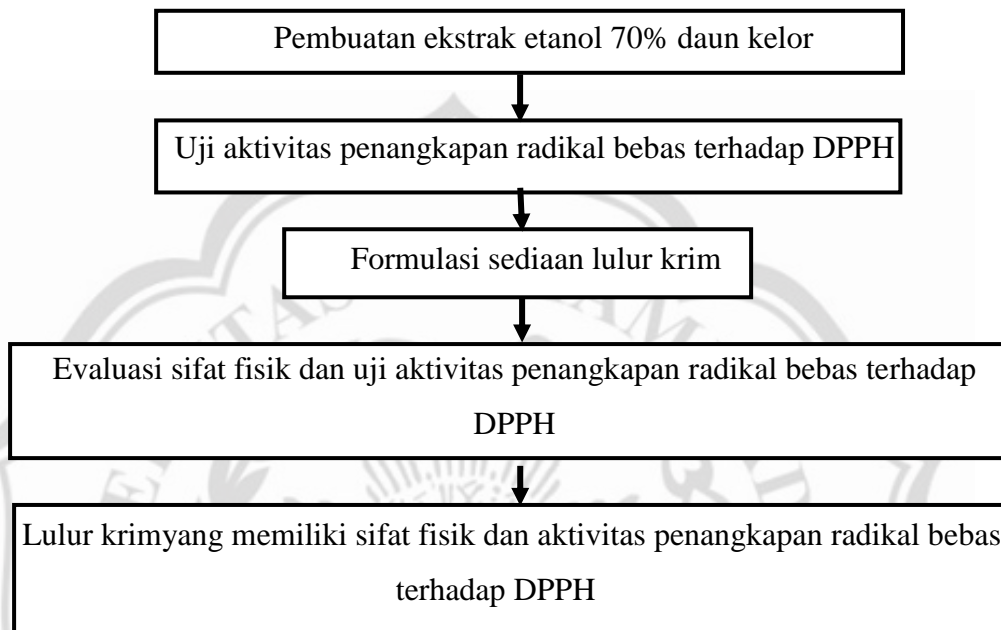 Pembuatan ekstrak etanol 70% daun kelor
Uji aktivitas penangkapan radikal bebas terhadap DPPH
Formulasi sediaan lulur krim
Evaluasi sifat fisik dan uji aktivitas penangkapan radikal bebas terhadap
DPPH
Lulur krimyang memiliki sifat fisik dan aktivitas penangkapan radikal bebas
terhadap DPPH